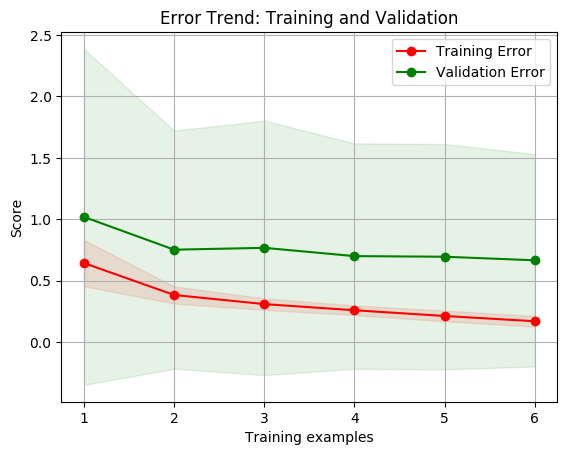 Error Trend: Training and Validation
2.5
2.0
1.5
1.0
0.5
0.0
Score
Training Error
Validation Error
1 2 3 4 5 6
Training examples